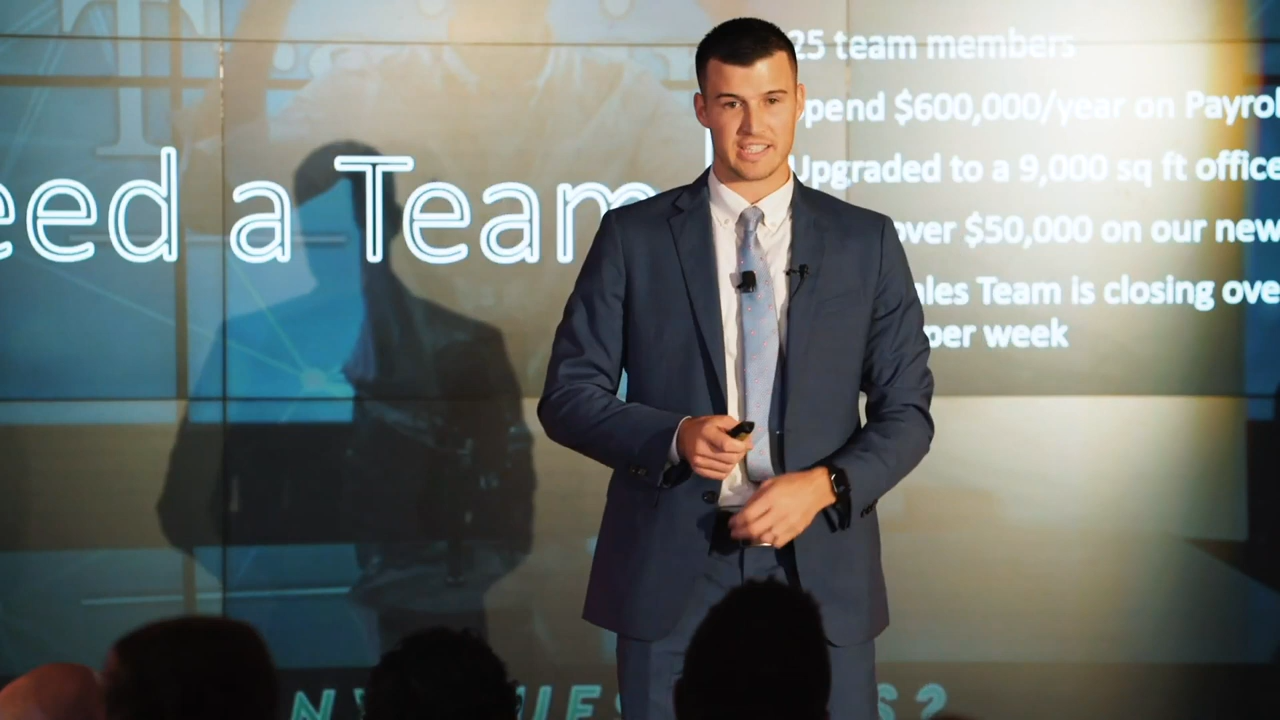 eed a Team
25 team members
pend $600,000/year on Payrol
Upgraded to a 9,000 sq ft office
over $50,000 on our new
ales Team is closing ove
per week